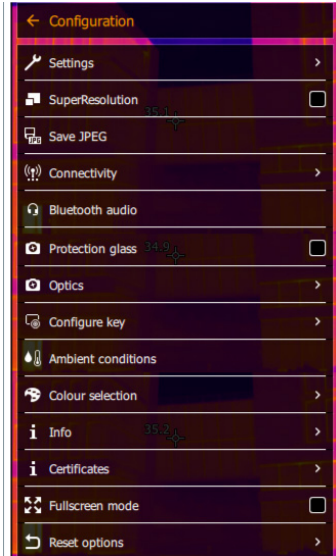 Configuration
Settings
SuperResolution
35.1
JPG
Save JPEG
Connectivity
Bluetooth audio
Protection glass
34.9
Optics
Configure key
Ambient conditions
Colour selection
Info
35.2
Certificates
Fullscreen mode
Reset options